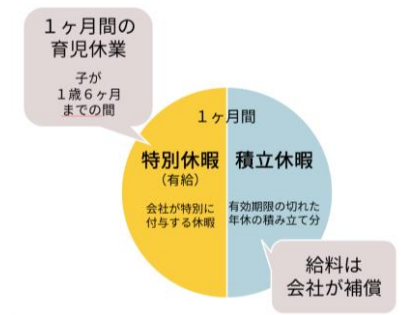 1ヶ月間の
育児休業
子が
1歳6ヶ月
までの間
1ヶ月間
特別休暇
(有給)
会社が特別に
付与する休暇
積立休暇
有効期限の切れた
年休の積み立て分
給料は
会社が補償